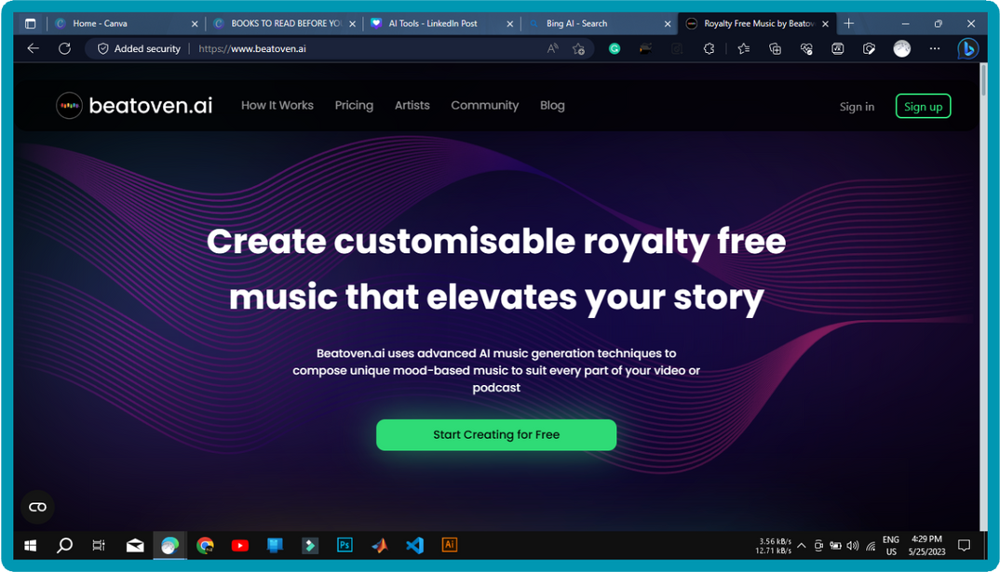 Home - Canva
BOOKS TO READ BEFORE YO
AI Tools - LinkedIn Post
Bing AI - Search
Royalty Free Music by Beatov
Added security
https://www.beatoven.ai
beatoven.ai
How It Works
Pricing
Artists
Community
Blog
Sign in
Sign up
Create customisable royalty free
music that elevates your story
Beatoven.ai uses advanced AI music generation techniques to
compose unique mood-based music to suit every part of your video or
podcast
Start Creating for Free
Ps
Ai
3.56 kB/s
12.71 kB/s
ENG
US
4:29 PM
5/25/2023